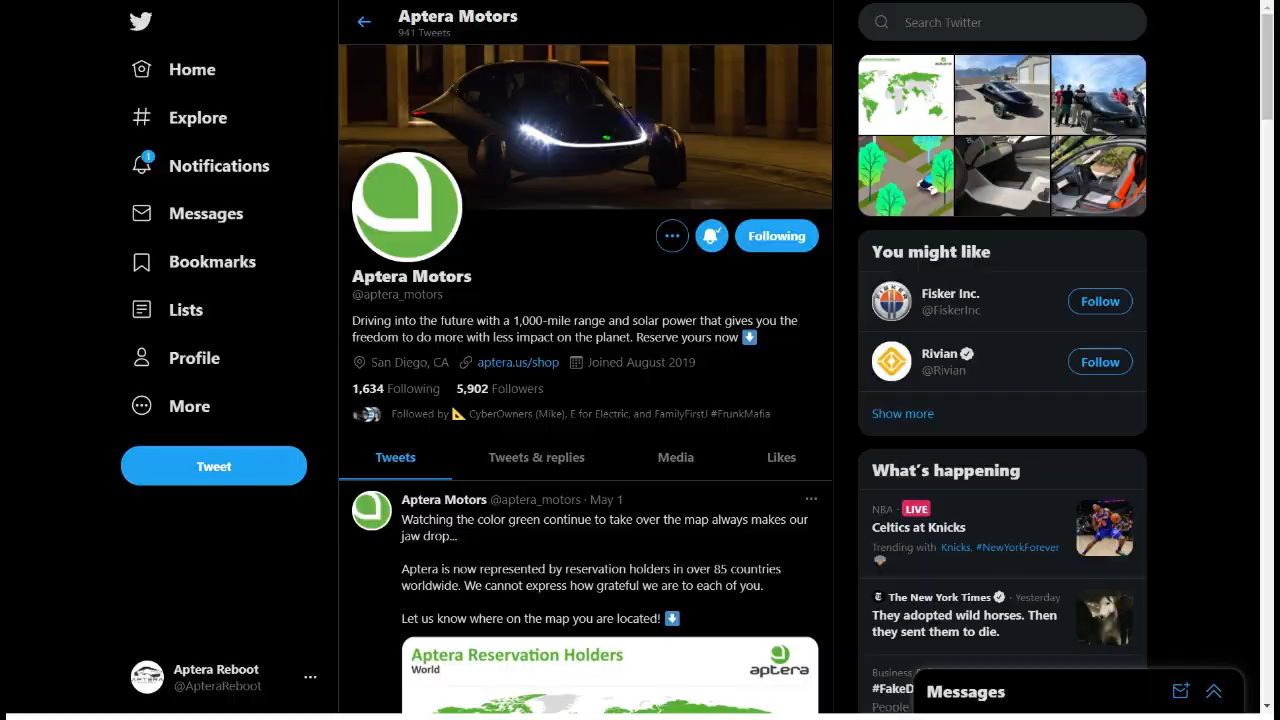 Home
Explore
1
Notifications
Messages
Bookmarks
Lists
Profile
More
Tweet
Aptera Reboot
@ApteraReboot
Aptera Motors
941 Tweets
Following
Aptera Motors
@aptera_motors
Driving into the future with a 1,000-mile range and solar power that gives you the
freedom to do more with less impact on the planet. Reserve yours now ⬇️
San Diego, CA aptera.us/shop Joined August 2019
1,634 Following 5,902 Followers
Followed by 📐 CyberOwners (Mike), E for Electric, and FamilyFirst! #FrunkMafia
Tweets Tweets & replies Media Likes
Aptera Motors @aptera_motors · May 1
Watching the color green continue to take over the map always makes our
jaw drop...
Aptera is now represented by reservation holders in over 85 countries
worldwide. We cannot express how grateful we are to each of you.
Let us know where on the map you are located! ⬇️
Aptera Reservation Holders
World
aptera
Search Twitter
aptera
You might like
FISKER
Fisker Inc.
@FiskerInc
Follow
Rivian
@Rivian
Follow
Show more
What's happening
NBA · LIVE
Celtics at Knicks
Trending with Knicks, #NewYorkForever
The New York Times · Yesterday
They adopted wild horses. Then
they sent them to die.
Business
#FakeD
People
Messages